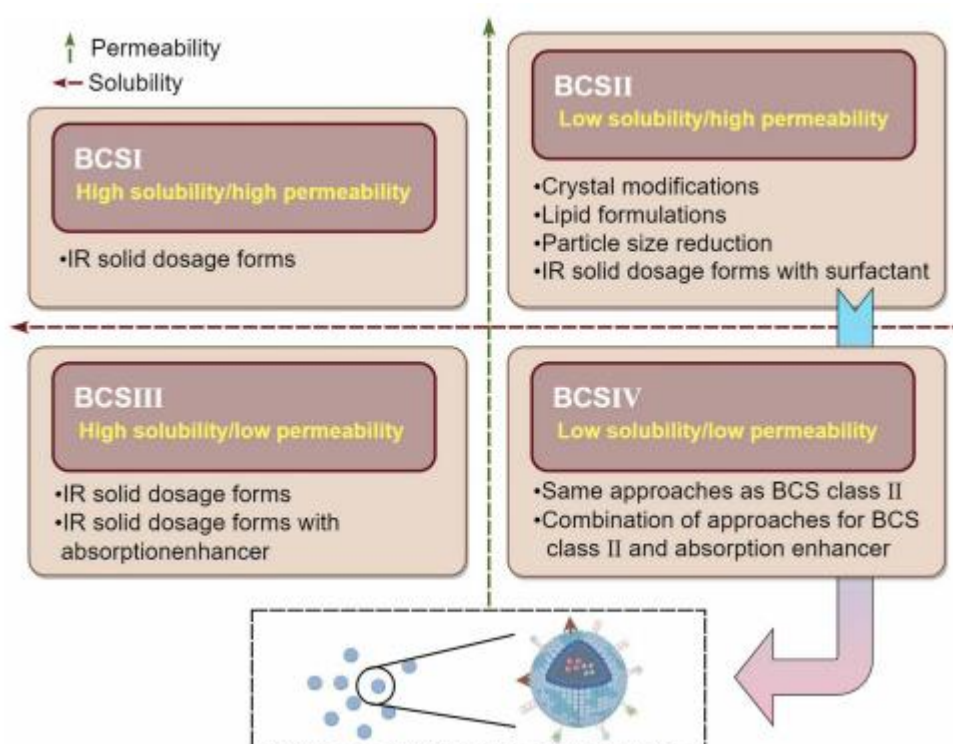 Permeability
Solubility
BCSI
High solubility/high permeability
•IR solid dosage forms
BCSII
Low solubility/high permeability
•Crystal modifications
•Lipid formulations
•Particle size reduction
•IR solid dosage forms with surfactant
BCSIII
High solubility/low permeability
•IR solid dosage forms
•IR solid dosage forms with
absorptionenhancer
BCSIV
Low solubility/low permeability
•Same approaches as BCS class II
•Combination of approaches for BCS
class II and absorption enhancer